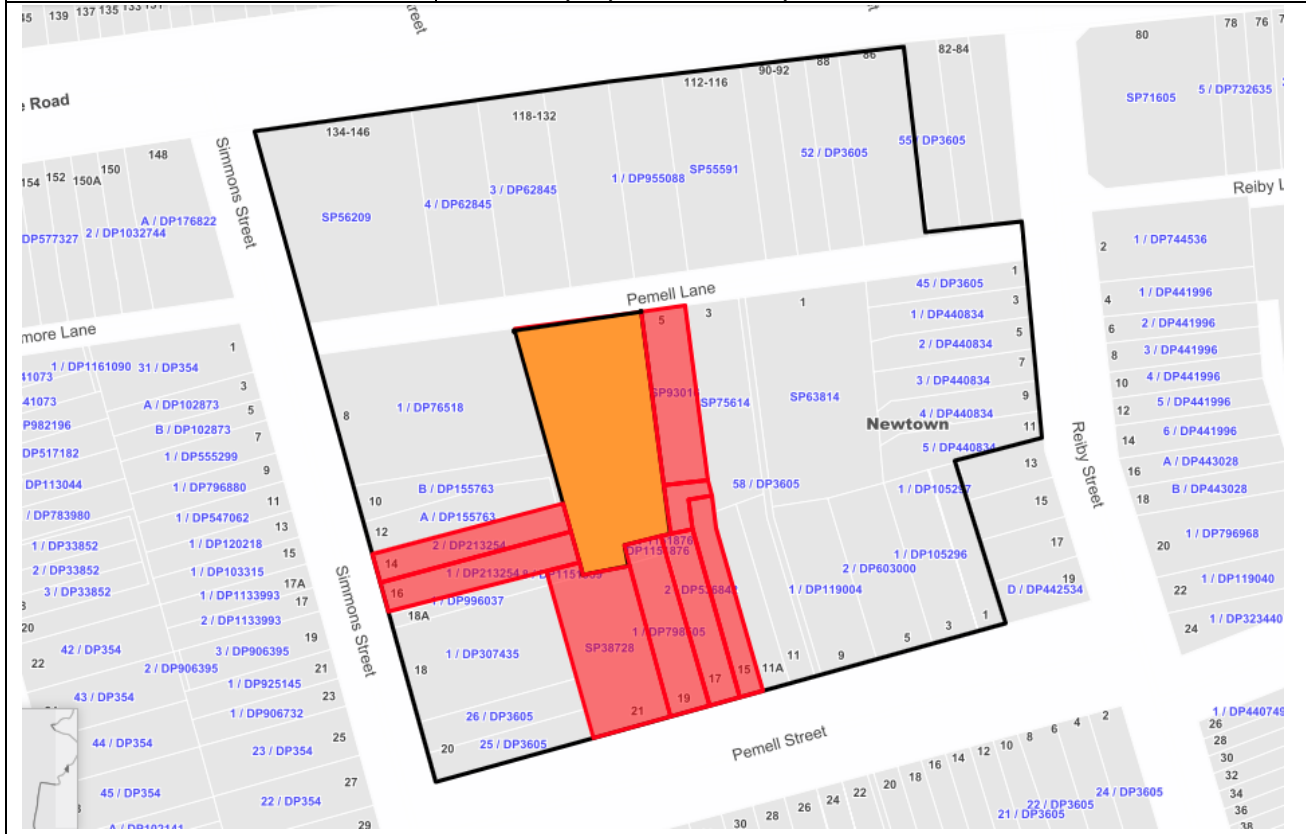 139 137 135
78 76
80
82-84
86
88
90-92
112-116
118-132
134-146
Road
SP71605
5 / DP732635
148
150
150A
152
154
Simmons Street
55 / DP3605
52 / DP3605
SP55591
1 / DP955088
3 / DP62845
4 / DP62845
SP56209
A / DP176822
2 / DP1032744
DP577327
Reiby L
2
1 / DP744536
Pemell Lane
1
45 / DP3605
4
1 / DP441996
5
3
1
3
1 / DP440834
6
2 / DP441996
more Lane
1
5
2 / DP440834
8
3 / DP441996
1 / DP1161090
31 / DP354
7
3 / DP440834
10
4 / DP441996
41073
3
SP93016
SP75614
SP63814
9
12
5 / DP441996
41073
A / DP102873
5
8
1 / DP76518
4 / DP440834
Newtown
11
14
6 / DP441996
P982196
B / DP102873
7
5 / DP440834
DP517182
1 / DP555299
9
13
16
A / DP443028
DP113044
1 / DP796880
11
10
B / DP155763
58 / DP3605
1 / DP105297
Reiby Street
18
B / DP443028
/ DP783980
1 / DP547062
13
12
A / DP155763
15
1 / DP33852
1 / DP120218
15
14
2 / DP213254
17
20
1 / DP796968
2 / DP33852
1 / DP103315
17A
16
1 / DP213254
1 / DP105296
19
3 / DP33852
1 / DP1133993
17
18A
1 / DP996037
2 / DP536842
1 / DP119004
2 / DP603000
D / DP442534
22
1 / DP119040
20
2 / DP1133993
19
Simmons Street
1 / DP307435
SP38728
1 / DP798605
24
1 / DP323440
22
42 / DP354
3 / DP906395
21
18
2 / DP906395
1 / DP925145
23
21
19
17
15
11A
11
9
5
3
1
43 / DP354
1 / DP906732
26 / DP3605
44 / DP354
23 / DP354
25
20
25 / DP3605
Pemell Street
1 / DP440749
45 / DP354
22 / DP354
27
29
A / DP102141
30 28 26 24 22 20 18 16 14 12 10 8 6 4 2
24 / DP3605
22 / DP3605
21 / DP3605
26
28
30
32
34
36
38